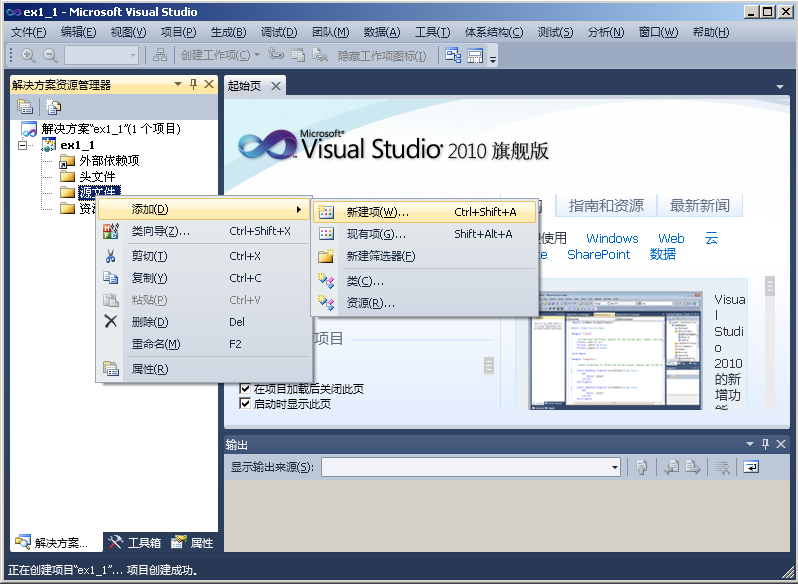 ex1_1 - Microsoft Visual Studio
文件(F) 编辑(E) 视图(V) 项目(P) 生成(B) 调试(D) 团队(M) 数据(A) 工具(T) 体系结构(C) 测试(S) 分析(N) 窗口(W) 帮助(H)
创建工作项(C) 隐藏工作项图标(I)
解决方案资源管理器
起始页
解决方案"ex1_1"(1 个项目)
ex1_1
外部依赖项
头文件
源文件
Microsoft®
Visual Studio® 2010 旗舰版
添加(D)
类向导(Z)... Ctrl+Shift+X
剪切(T) Ctrl+X
复制(Y) Ctrl+C
粘贴(P) Ctrl+V
删除(D) Del
重命名(M) F2
属性(R)
新建项(W)... Ctrl+Shift+A
现有项(G)... Shift+Alt+A
新建筛选器(F)
类(C)...
资源(R)...
指南和资源 最新新闻
使用 Windows Web 云
SharePoint 数据
Visua
l
Studi
o
2010
的新
增功
项目
在项目加载后关闭此页
启动时显示此页
输出
显示输出来源(S):
解决方案... 工具箱 属性
正在创建项目"ex1_1"... 项目创建成功。